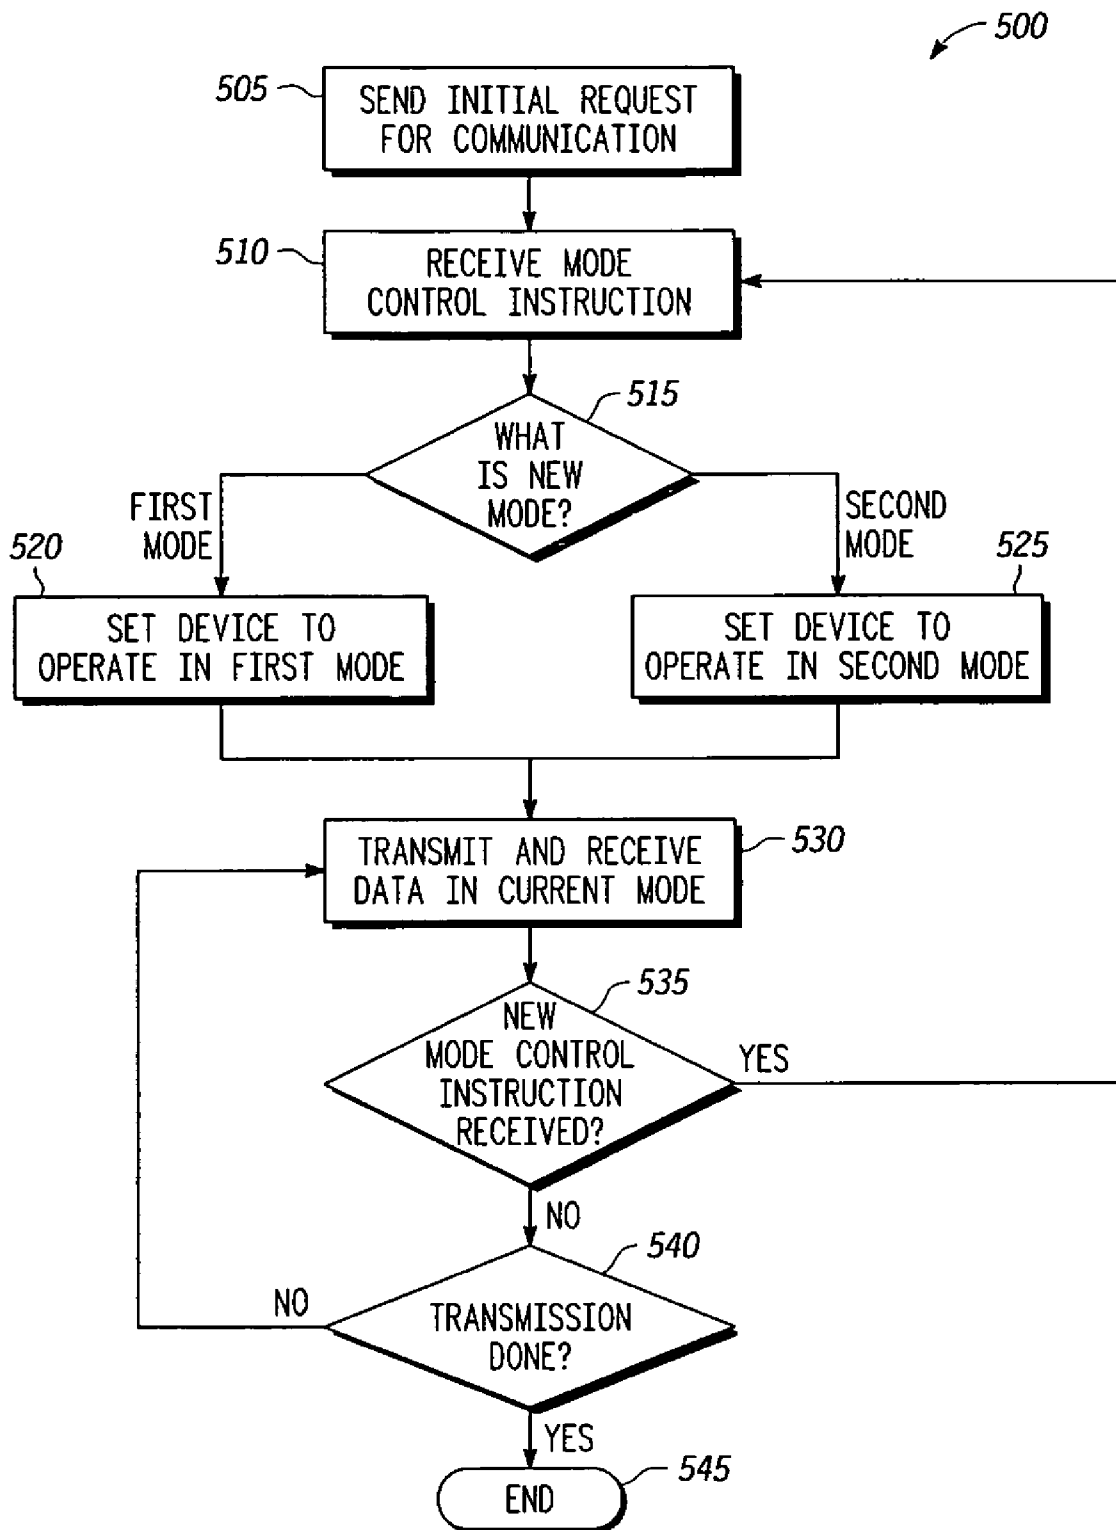 500
505
SEND INITIAL REQUEST
FOR COMMUNICATION
510
RECEIVE MODE
CONTROL INSTRUCTION
515
WHAT
IS NEW
MODE?
FIRST
MODE
SECOND
MODE
520
SET DEVICE TO
OPERATE IN FIRST MODE
525
SET DEVICE TO
OPERATE IN SECOND MODE
530
TRANSMIT AND RECEIVE
DATA IN CURRENT MODE
535
NEW
MODE CONTROL
INSTRUCTION
RECEIVED?
YES
NO
540
NO
TRANSMISSION
DONE?
YES
545
END